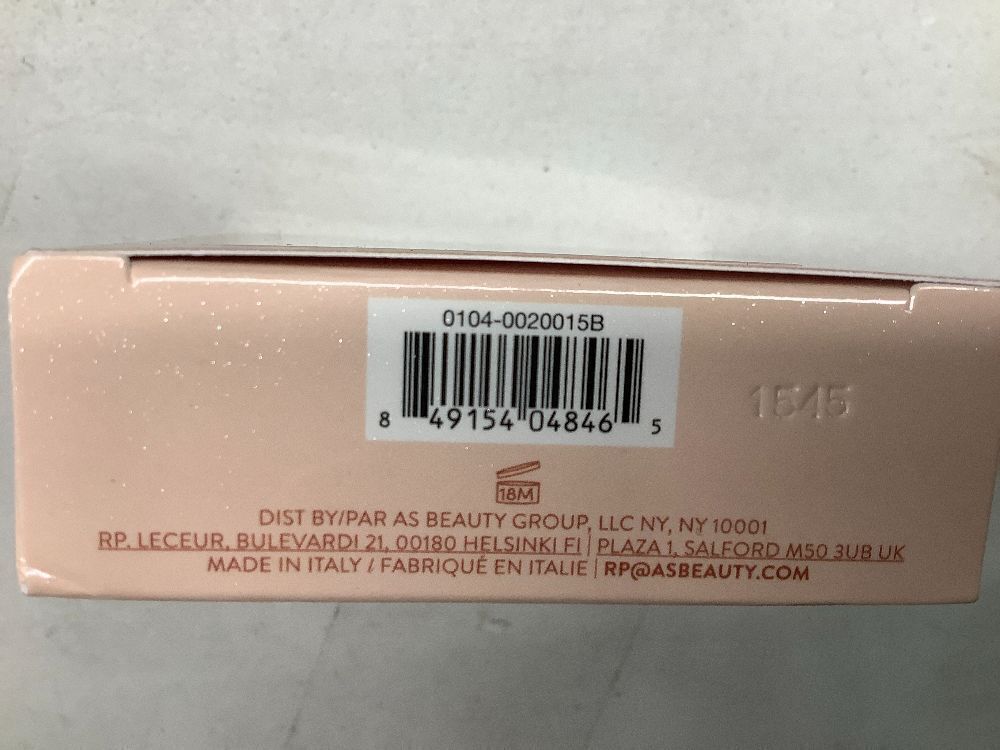 0104-0020015B
8 49154 04846 5
1545
18M
DIST BY/PAR AS BEAUTY GROUP, LLC NY, NY 10001
RP. LECEUR, BULEVARDI 21, 00180 HELSINKI FI | PLAZA 1, SALFORD M50 3UB UK
MADE IN ITALY / FABRIQUÉ EN ITALIE | RP@ASBEAUTY.COM